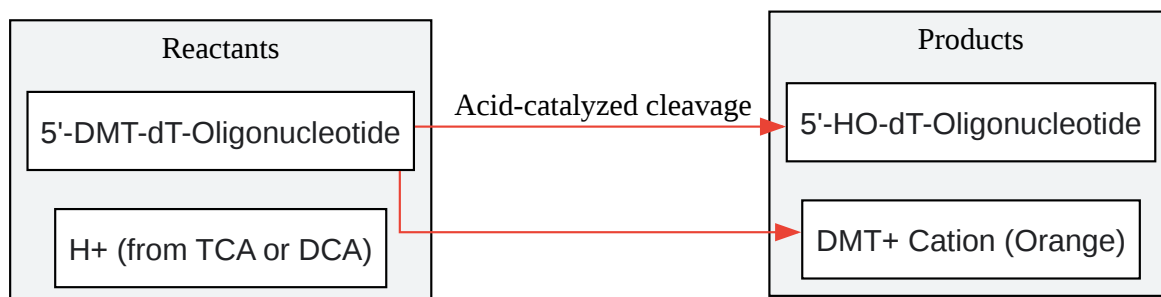 Reactants
5'-DMT-dT-Oligonucleotide
H+ (from TCA or DCA)
Acid-catalyzed cleavage
Products
5'-HO-dT-Oligonucleotide
DMT+ Cation (Orange)